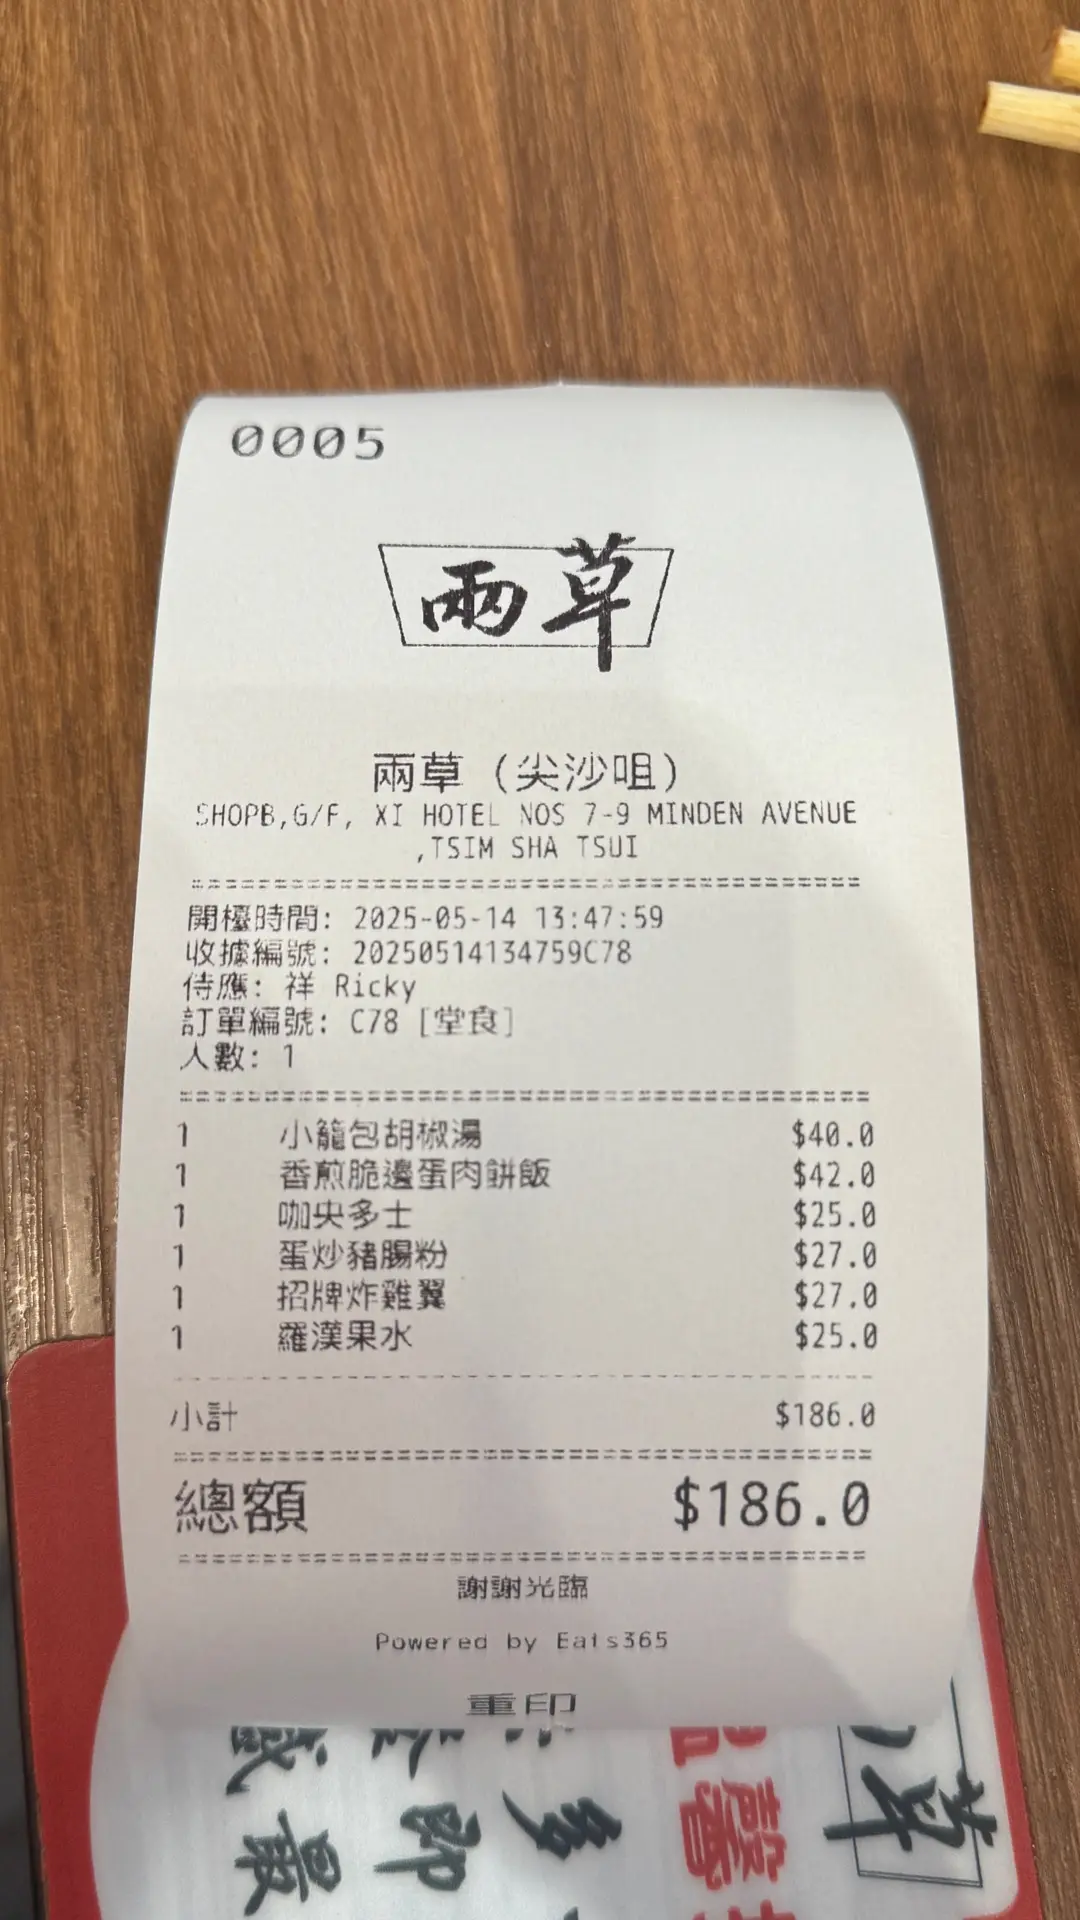 0005
兩草
兩草（尖沙咀）
SHOPB,G/F, XI HOTEL NOS 7-9 MINDEN AVENUE
,TSIM SHA TSUI
開檯時間: 2025-05-14 13:47:59
收據編號: 20250514134759C78
侍應: 祥 Ricky
訂單編號: C78 [堂食]
人數: 1
1 小籠包胡椒湯 $40.0
1 香煎脆邊蛋肉餅飯 $42.0
1 咖央多士 $25.0
1 蛋炒豬腸粉 $27.0
1 招牌炸雞翼 $27.0
1 羅漢果水 $25.0
小計 $186.0
總額 $186.0
謝謝光臨
Powered by Eats365
重印